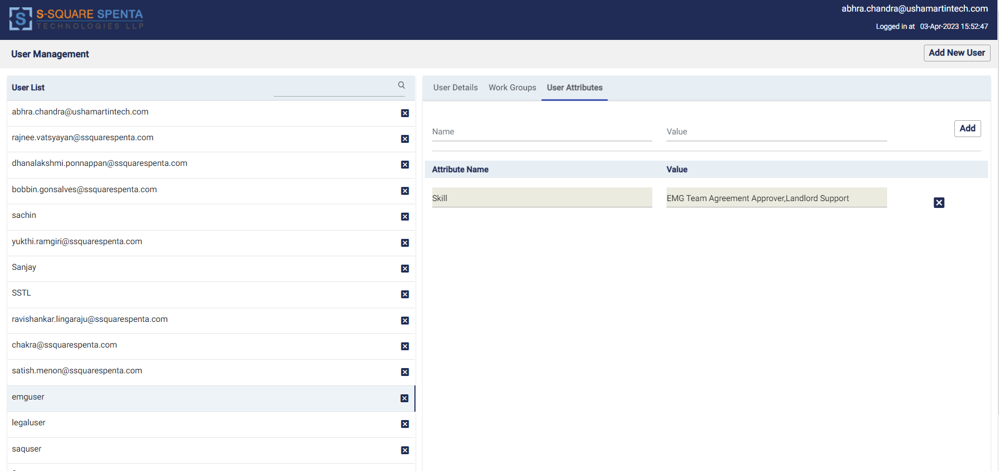 S-SQUARE SPENTA
TECHNOLOGIES LLP
abhra.chandra@ushamartintech.com
Logged in at 03-Apr-2023 15:52:47
User Management
Add New User
User List
abhra.chandra@ushamartintech.com
rajnee.vatsyayan@ssquarespenta.com
dhanalakshmi.ponnappan@ssquarespenta.com
bobbin.gonsalves@ssquarespenta.com
sachin
yukthi.ramgiri@ssquarespenta.com
Sanjay
SSTL
ravishankar.lingaraju@ssquarespenta.com
chakra@ssquarespenta.com
satish.menon@ssquarespenta.com
emguser
legaluser
saquser
User Details Work Groups User Attributes
Name Value Add
Attribute Name Value
Skill EMG Team Agreement Approver,Landlord Support